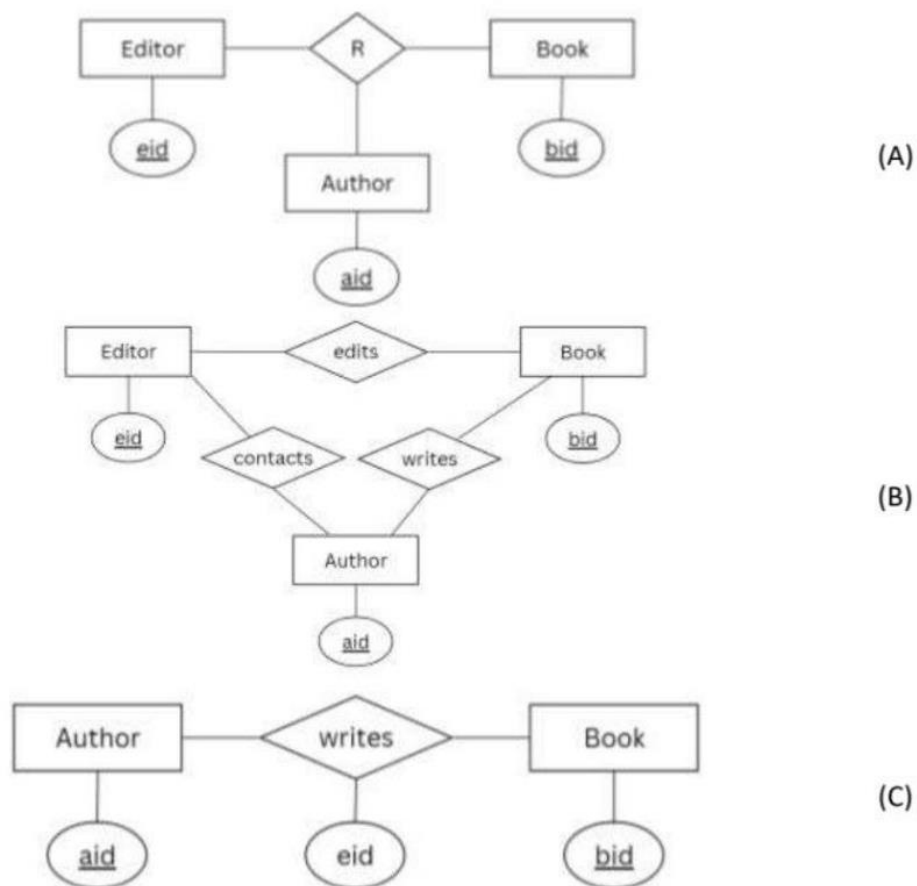 Editor R Book
eid bid
(A)
Author
aid
Editor edits Book
eid bid
contacts writes
(B)
Author
aid
Author writes Book
(C)
aid eid bid